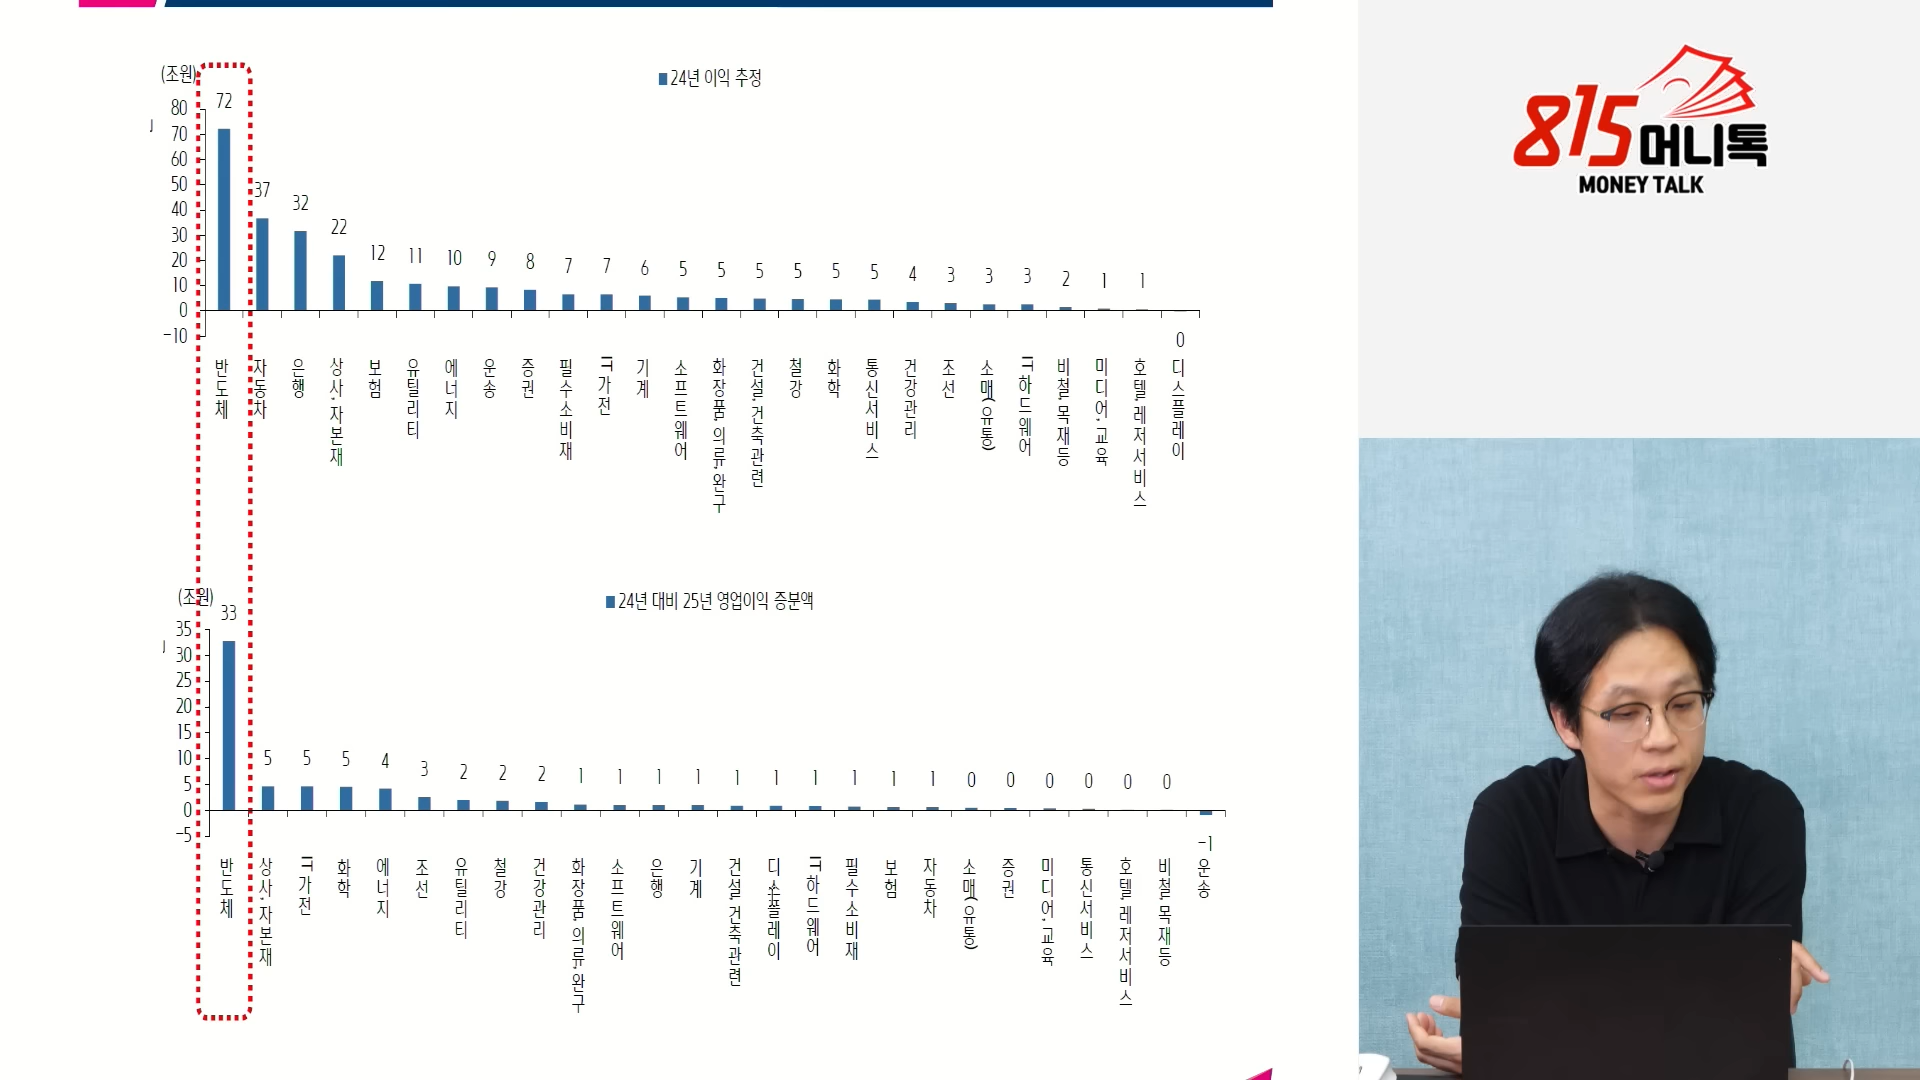 (조원)
24년 이익 추정
80
70
60
50
40
30
20
10
0
-10
72
37
32
22
12
11
10
9
8
7
7
6
5
5
5
5
5
5
4
3
3
3
2
1
1
0
반도체
자동차
은행
상사,자본재
보험
유틸리티
에너지
운송
증권
필수소비재
IT가전
기계
소프트웨어
화장품,의류,완구
건설,건축관련
철강
화학
통신서비스
건강관리
조선
소매(유통)
IT하드웨어
비철,목재등
미디어,교육
호텔,레저서비스
디스플레이
(조원)
24년 대비 25년 영업이익 증분액
35
30
25
20
15
10
5
0
-5
33
5
5
5
4
3
2
2
2
1
1
1
1
1
1
1
1
1
1
0
0
0
0
0
0
-1
반도체
상사,자본재
IT가전
화학
에너지
조선
유틸리티
철강
건강관리
화장품,의류,완구
소프트웨어
은행
기계
건설,건축관련
디스플레이
IT하드웨어
필수소비재
보험
자동차
소매(유통)
증권
미디어,교육
통신서비스
호텔,레저서비스
비철,목재등
운송
815머니톡
MONEY TALK